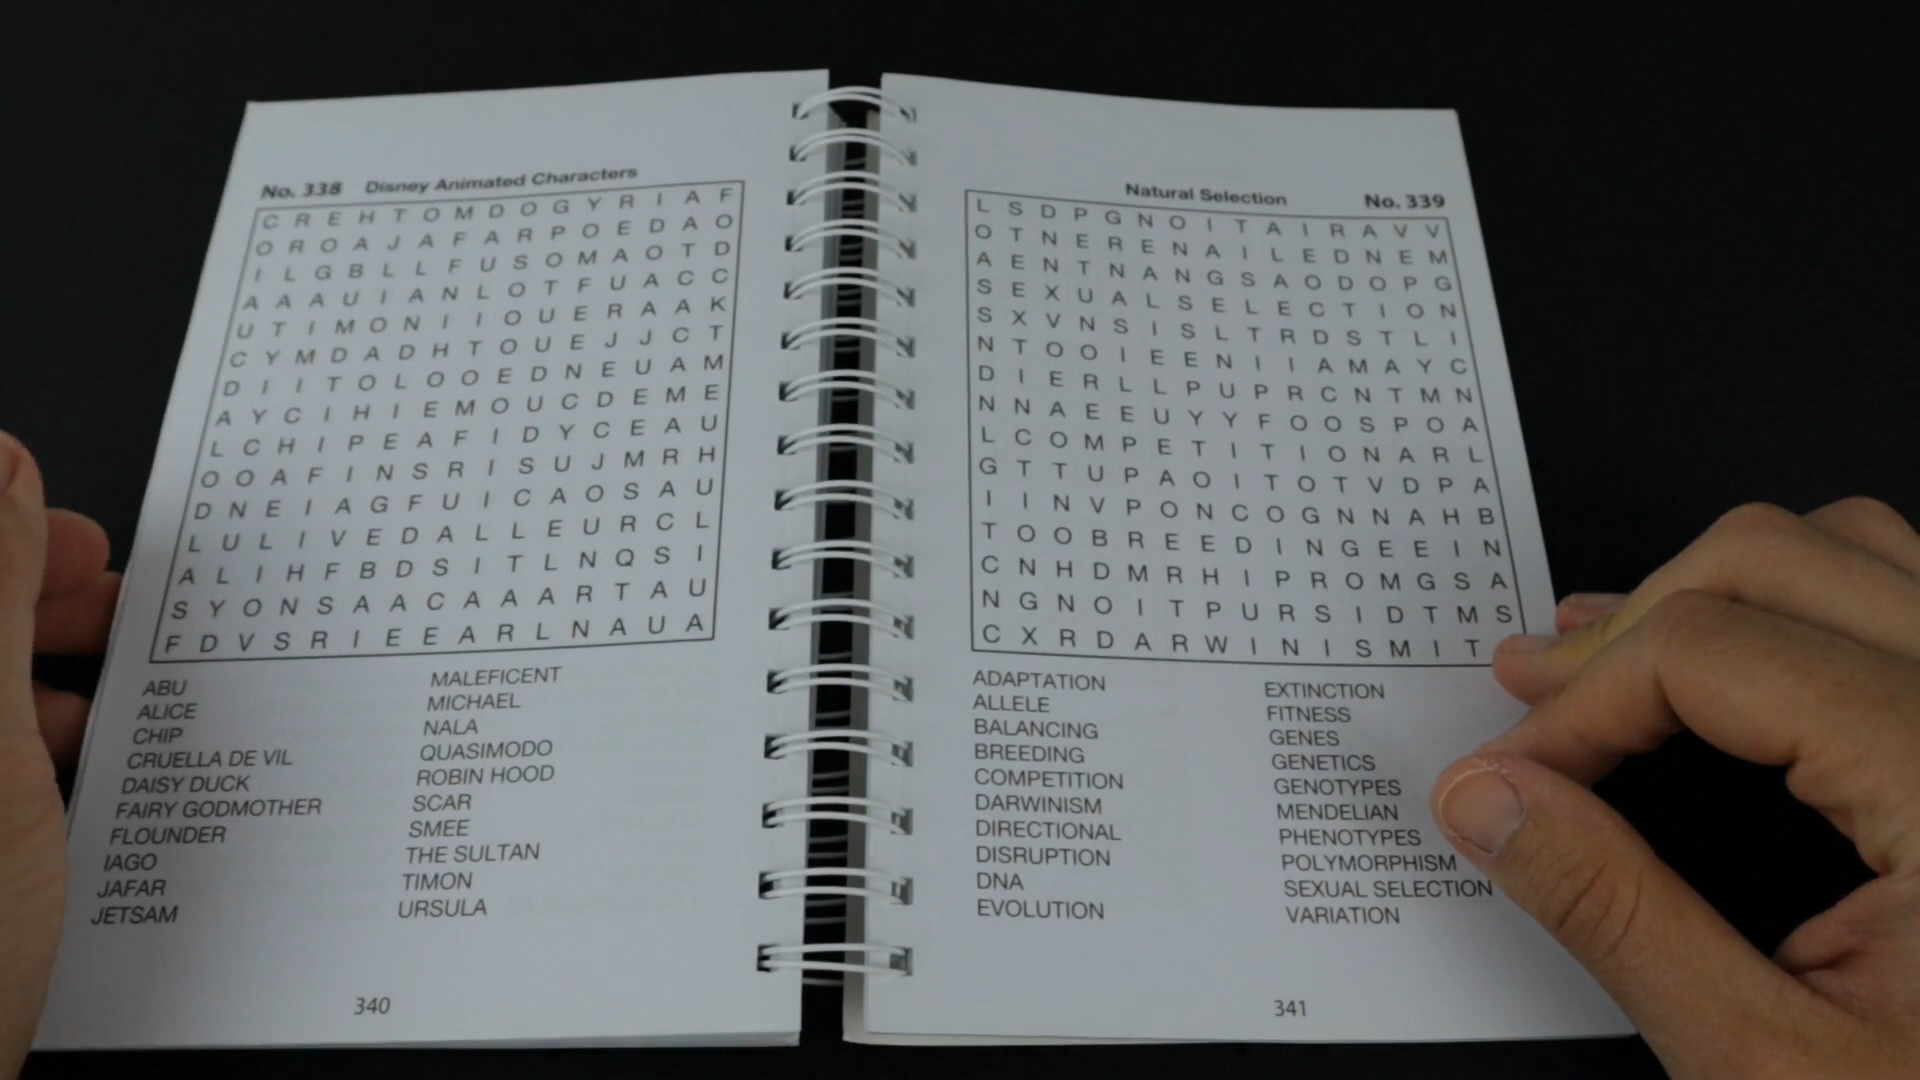 No. 338 Disney Animated Characters
C R E H T O M D O G Y R I A F
O R O A J A F A R P O E D A O
I L G B L L F U S O M A O T D
A A A U I A N L O T F U A C C
U T I M O N I I O U E R A A K
C Y M D A D H T O U E J J C T
D I I T O L O O E D N E U A M
A Y C I H I E M O U C D E M E
L C H I P E A F I D Y C E A U
O O A F I N S R I S U J M R H
D N E I A G F U I C A O S A U
L U L I V E D A L L E U R C L
A L I H F B D S I T L N Q S I
S Y O N S A A C A A A R T A U
F D V S R I E E A R L N A U A
ABU
ALICE
CHIP
CRUELLA DE VIL
DAISY DUCK
FAIRY GODMOTHER
FLOUNDER
IAGO
JAFAR
JETSAM
MALEFICENT
MICHAEL
NALA
QUASIMODO
ROBIN HOOD
SCAR
SMEE
THE SULTAN
TIMON
URSULA
340
Natural Selection No. 339
L S D P G N O I T A I R A V V
O T N E R E N A I L E D N E M
A E N T N A N G S A O D O P G
S E X U A L S E L E C T I O N
S X V N S I S L T R D S T L I
N T O O I E E N I I A M A Y C
D I E R L L P U P R C N T M N
N N A E E U Y Y F O O S P O A
L C O M P E T I T I O N A R L
G T T U P A O I T O T V D P A
I I N V P O N C O G N N A H B
T O O B R E E D I N G E E I N
C N H D M R H I P R O M G S A
N G N O I T P U R S I D T M S
C X R D A R W I N I S M I T
ADAPTATION
ALLELE
BALANCING
BREEDING
COMPETITION
DARWINISM
DIRECTIONAL
DISRUPTION
DNA
EVOLUTION
EXTINCTION
FITNESS
GENES
GENETICS
GENOTYPES
MENDELIAN
PHENOTYPES
POLYMORPHISM
SEXUAL SELECTION
VARIATION
341